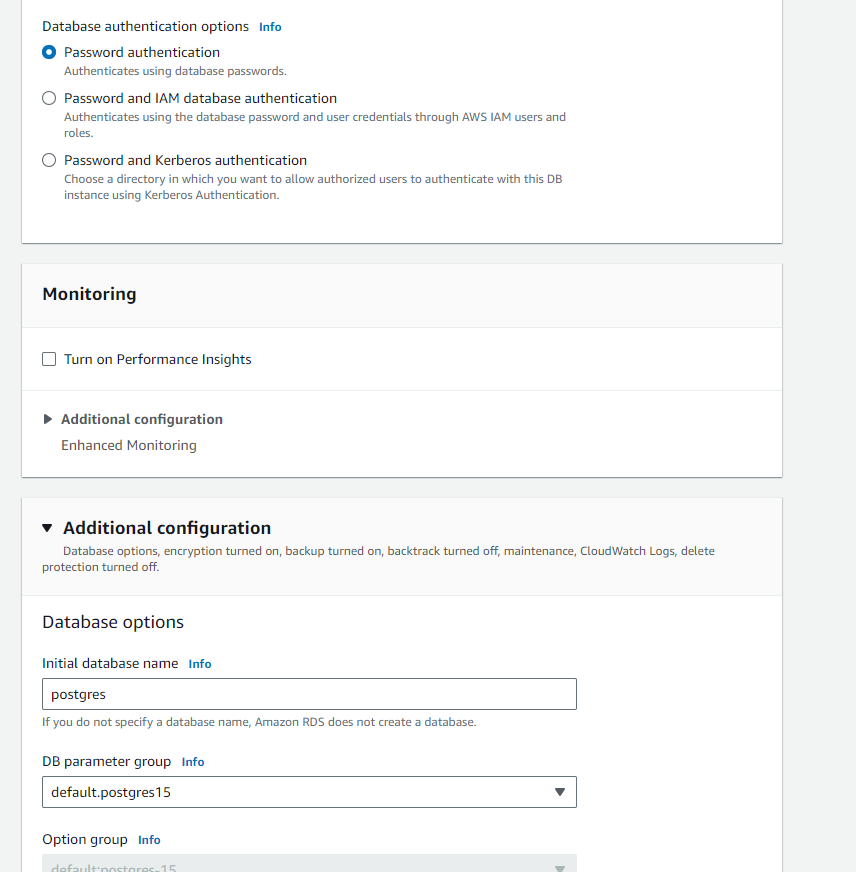 Database authentication options Info
Password authentication
Authenticates using database passwords.
Password and IAM database authentication
Authenticates using the database password and user credentials through AWS IAM users and
roles.
Password and Kerberos authentication
Choose a directory in which you want to allow authorized users to authenticate with this DB
instance using Kerberos Authentication.
Monitoring
Turn on Performance Insights
Additional configuration
Enhanced Monitoring
Additional configuration
Database options, encryption turned on, backup turned on, backtrack turned off, maintenance, CloudWatch Logs, delete
protection turned off.
Database options
Initial database name Info
postgres
If you do not specify a database name, Amazon RDS does not create a database.
DB parameter group Info
default.postgres15
Option group Info
default:postgres-15